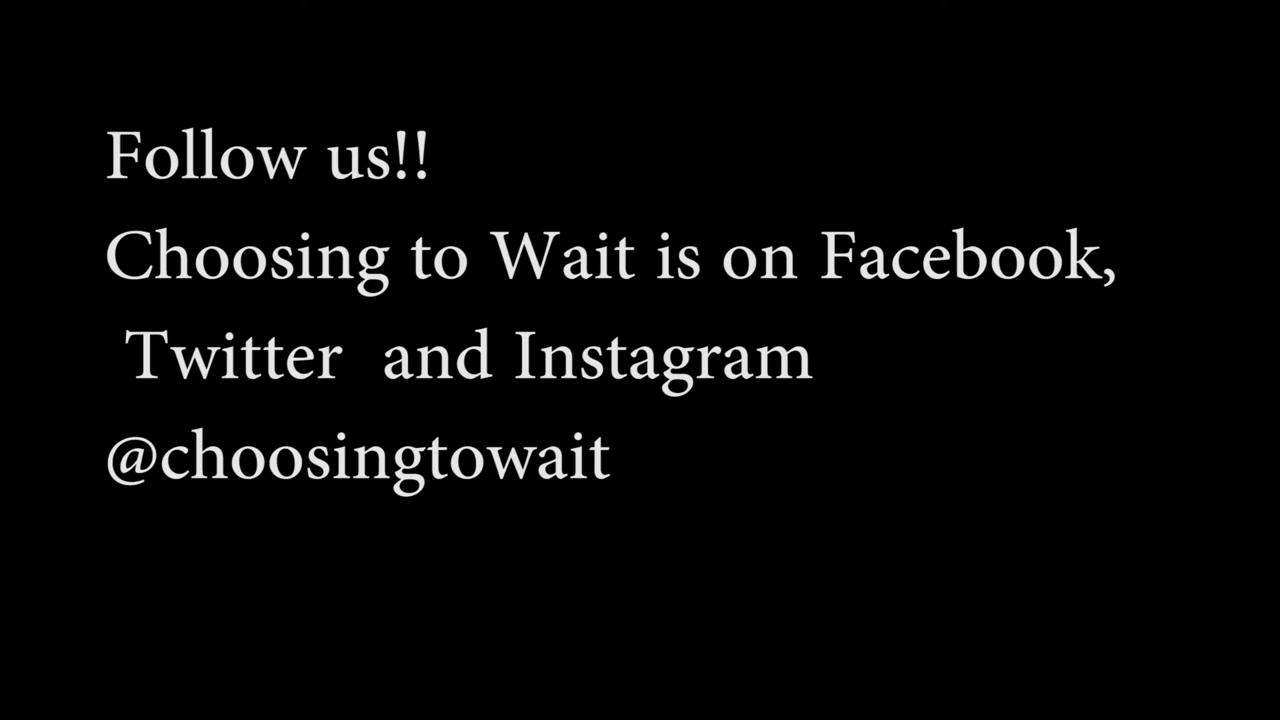 Follow us!!
Choosing to Wait is on Facebook,
Twitter  and Instagram
@choosingtowait